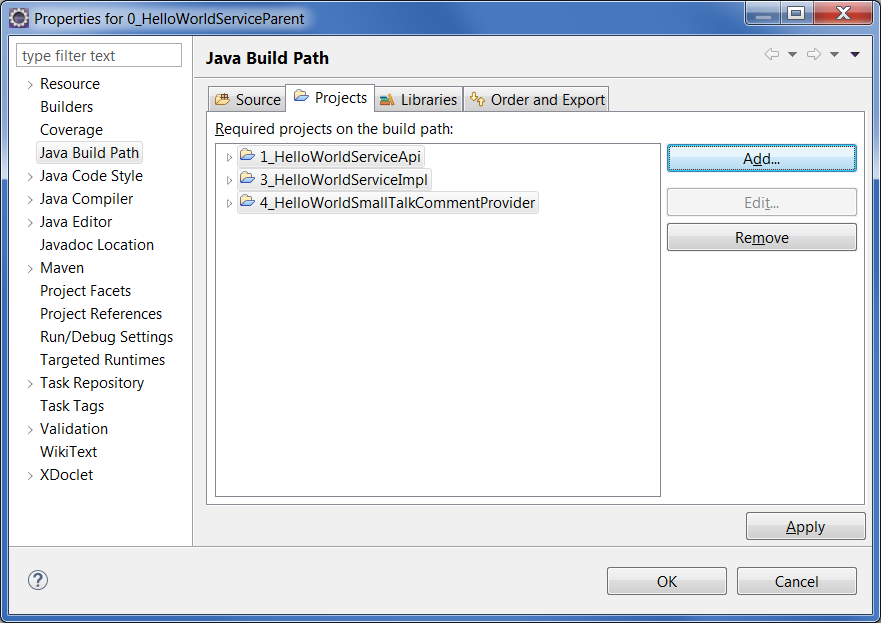 Properties for 0_HelloWorldServiceParent
type filter text
Resource
Builders
Coverage
Java Build Path
Java Code Style
Java Compiler
Java Editor
Javadoc Location
Maven
Project Facets
Project References
Run/Debug Settings
Targeted Runtimes
Task Repository
Task Tags
Validation
WikiText
XDoclet
Java Build Path
Source Projects Libraries Order and Export
Required projects on the build path:
1_HelloWorldServiceApi
3_HelloWorldServiceImpl
4_HelloWorldSmallTalkCommentProvider
Add...
Edit...
Remove
Apply
?
OK Cancel